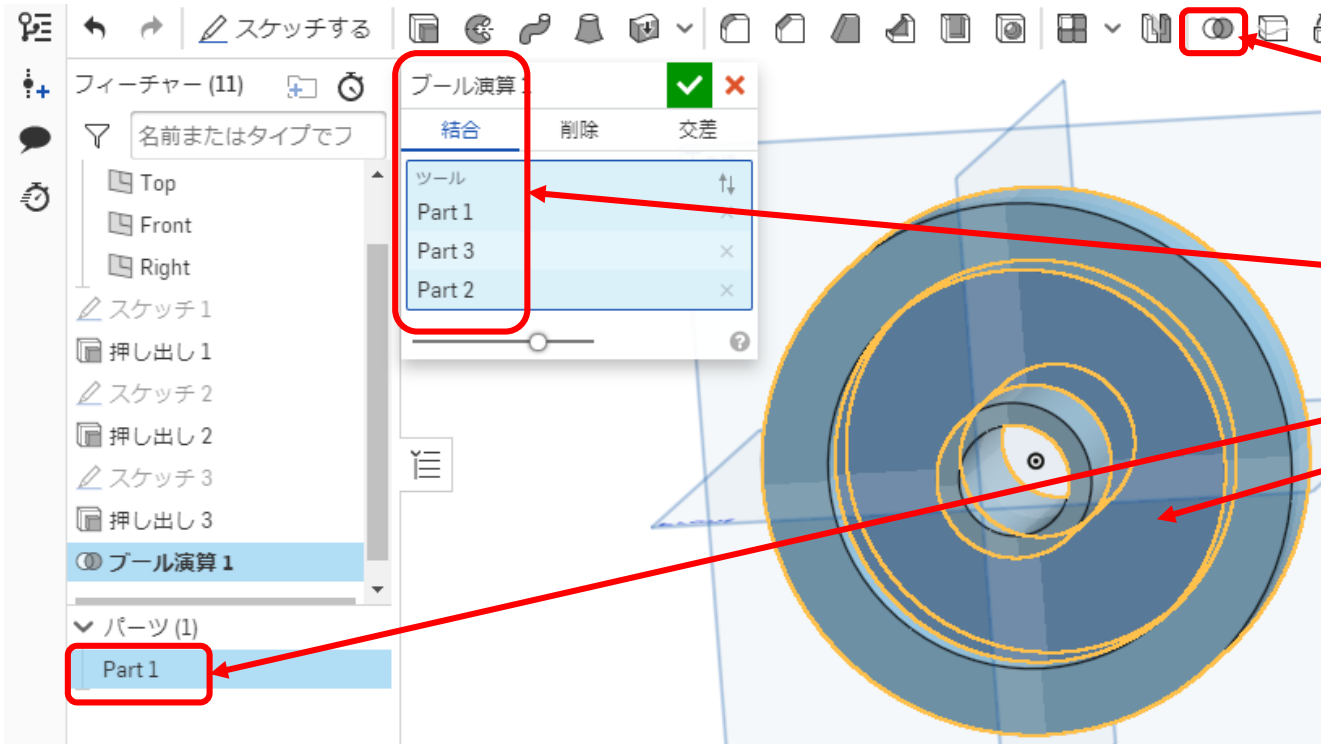 スケッチする
フィーチャー (11)
名前またはタイプでフ
Top
Front
Right
スケッチ 1
押し出し 1
スケッチ 2
押し出し 2
スケッチ 3
押し出し 3
ブール演算 1
パーツ (1)
Part 1
ブール演算 1
結合
削除
交差
ツール
Part 1
Part 3
Part 2